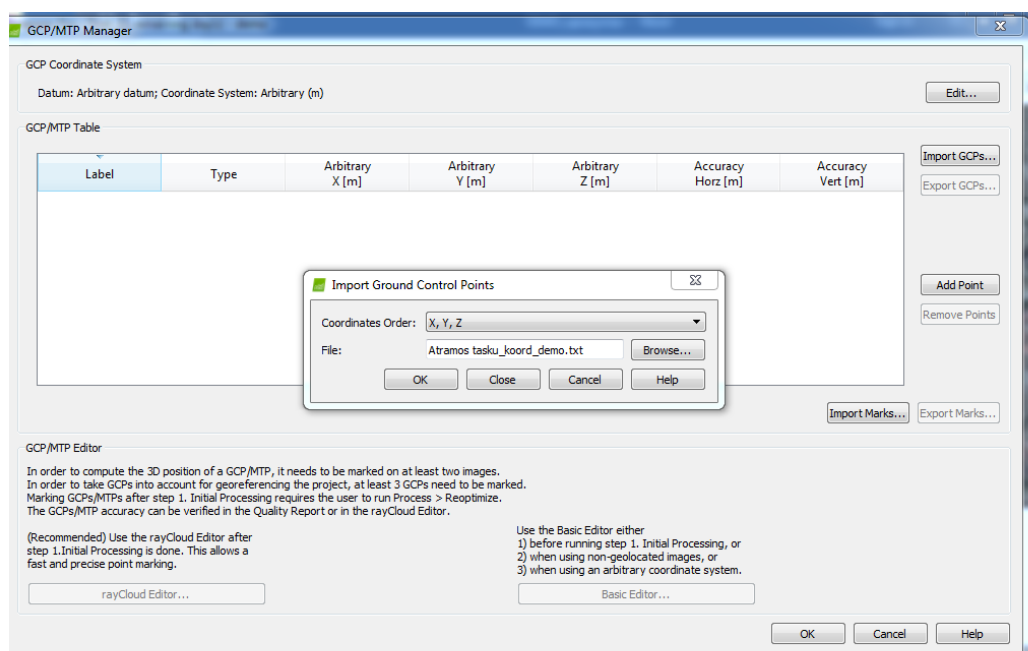 GCP/MTP Manager
GCP Coordinate System
Datum: Arbitrary datum; Coordinate System: Arbitrary (m)
Edit...
GCP/MTP Table
Label
Type
Arbitrary
X [m]
Arbitrary
Y [m]
Arbitrary
Z [m]
Accuracy
Horz [m]
Accuracy
Vert [m]
Import GCPs...
Export GCPs...
Add Point
Remove Points
Import Ground Control Points
Coordinates Order:
X, Y, Z
File:
Atramos tasku_koord_demo.txt
Browse...
OK
Close
Cancel
Help
Import Marks...
Export Marks...
GCP/MTP Editor
In order to compute the 3D position of a GCP/MTP, it needs to be marked on at least two images.
In order to take GCPs into account for georeferencing the project, at least 3 GCPs need to be marked.
Marking GCPs/MTPs after step 1. Initial Processing requires the user to run Process > Reoptimize.
The GCPs/MTP accuracy can be verified in the Quality Report or in the rayCloud Editor.
(Recommended) Use the rayCloud Editor after
step 1.Initial Processing is done. This allows a
fast and precise point marking.
rayCloud Editor...
Use the Basic Editor either
1) before running step 1. Initial Processing, or
2) when using non-geolocated images, or
3) when using an arbitrary coordinate system.
Basic Editor...
OK
Cancel
Help